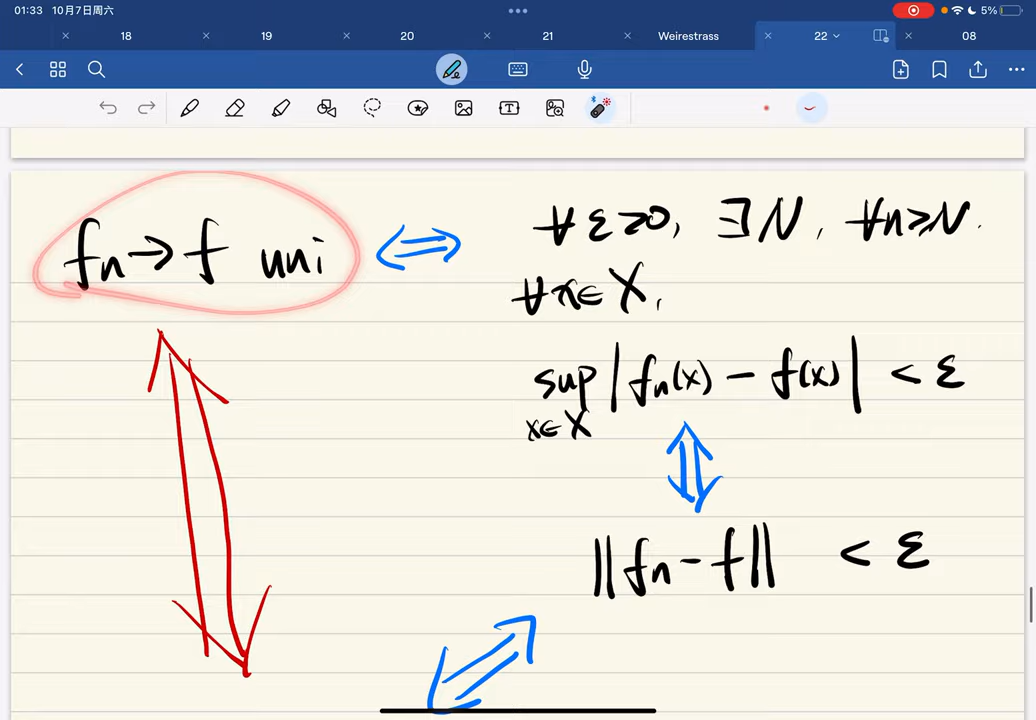 01:33 10月7日周六 5%
18 19 20 21 Weirestrass 22 08
fn→f uni ⇔ ∀ε>0, ∃N, ∀n≥N.
∀x∈X,
sup |fn(x) − f(x)| < ε
x∈X
‖fn − f‖ < ε